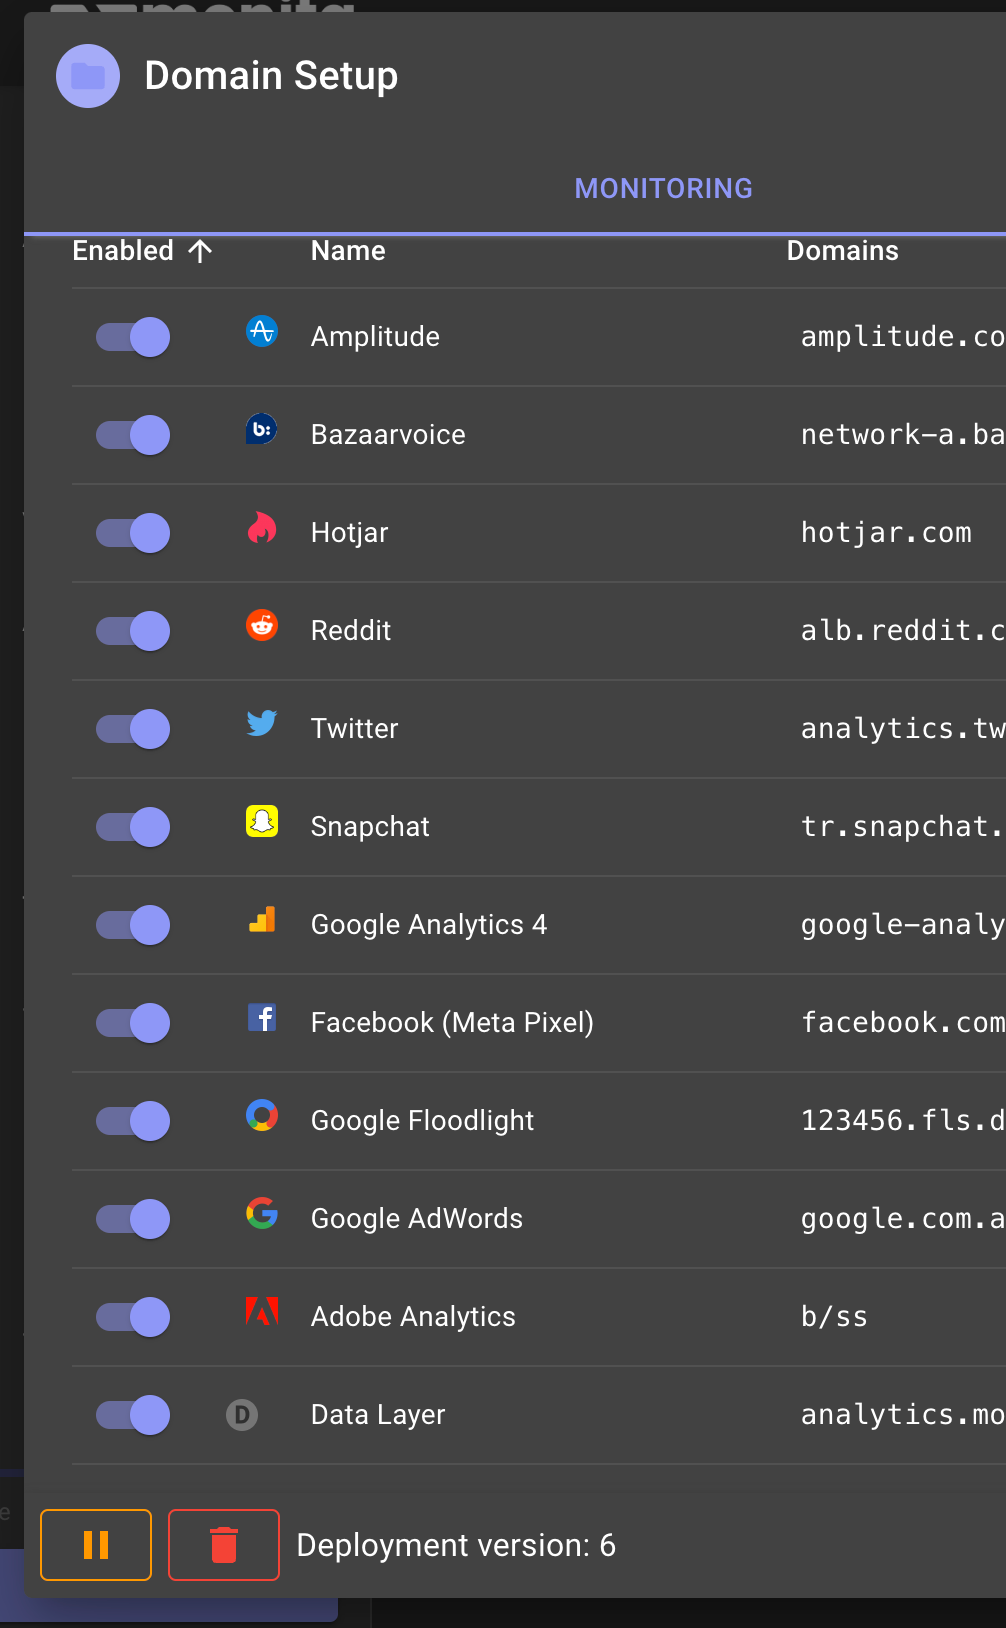 Domain Setup
MONITORING
Enabled Name Domains
Amplitude amplitude.co
Bazaarvoice network-a.ba
Hotjar hotjar.com
Reddit alb.reddit.c
Twitter analytics.tw
Snapchat tr.snapchat.
Google Analytics 4 google-analy
Facebook (Meta Pixel) facebook.com
Google Floodlight 123456.fls.d
Google AdWords google.com.a
Adobe Analytics b/ss
D Data Layer analytics.mo
Deployment version: 6